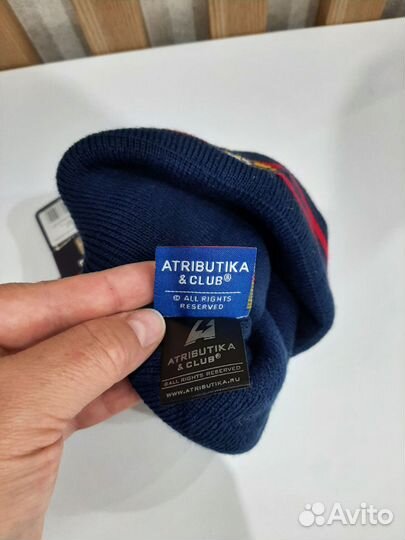 ATRIBUTIKA
& CLUB®
© ALL RIGHTS
RESERVED
ATRIBUTIKA
& CLUB®
©ALL RIGHTS RESERVED
WWW.ATRIBUTIKA.RU
Avito